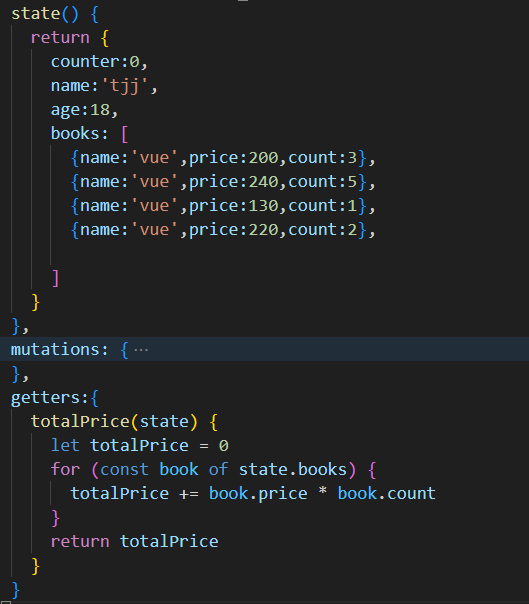 state() {
return {
counter:0,
name:'tjj',
age:18,
books: [
{name:'vue',price:200,count:3},
{name:'vue',price:240,count:5},
{name:'vue',price:130,count:1},
{name:'vue',price:220,count:2},
]
}
},
mutations: {⋯
},
getters:{
totalPrice(state) {
let totalPrice = 0
for (const book of state.books) {
totalPrice += book.price * book.count
}
return totalPrice
}
}